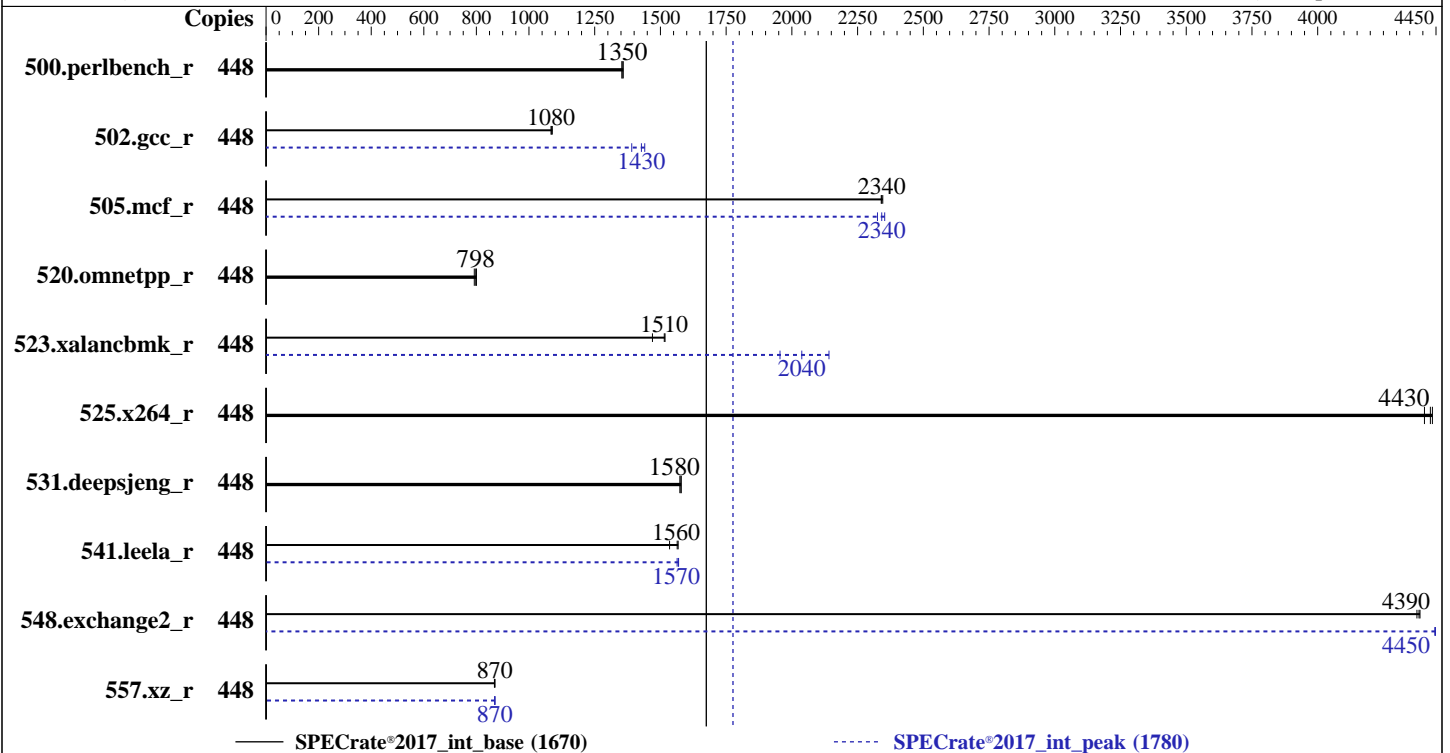 Copies 0 200 400 600 800 1000 1250 1500 1750 2000 2250 2500 2750 3000 3250 3500 3750 4000 4450
500.perlbench_r 448 1350
502.gcc_r 448 1080
1430
505.mcf_r 448 2340
2340
520.omnetpp_r 448 798
523.xalancbmk_r 448 1510
2040
525.x264_r 448 4430
531.deepsjeng_r 448 1580
541.leela_r 448 1560
1570
548.exchange2_r 448 4390
4450
557.xz_r 448 870
870
SPECrate®2017_int_base (1670) SPECrate®2017_int_peak (1780)